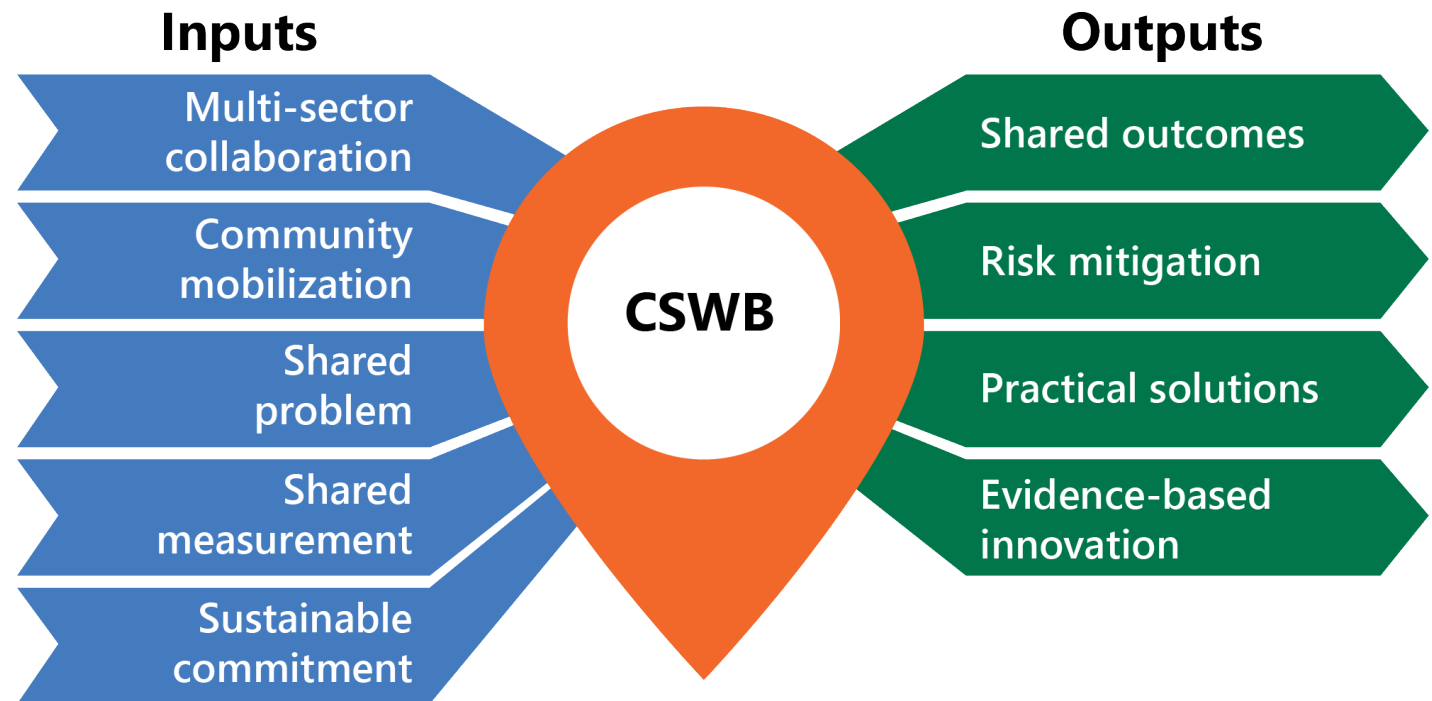 Inputs
Multi-sector
collaboration
Community
mobilization
Shared
problem
Shared
measurement
Sustainable
commitment
CSWB
Outputs
Shared outcomes
Risk mitigation
Practical solutions
Evidence-based
innovation